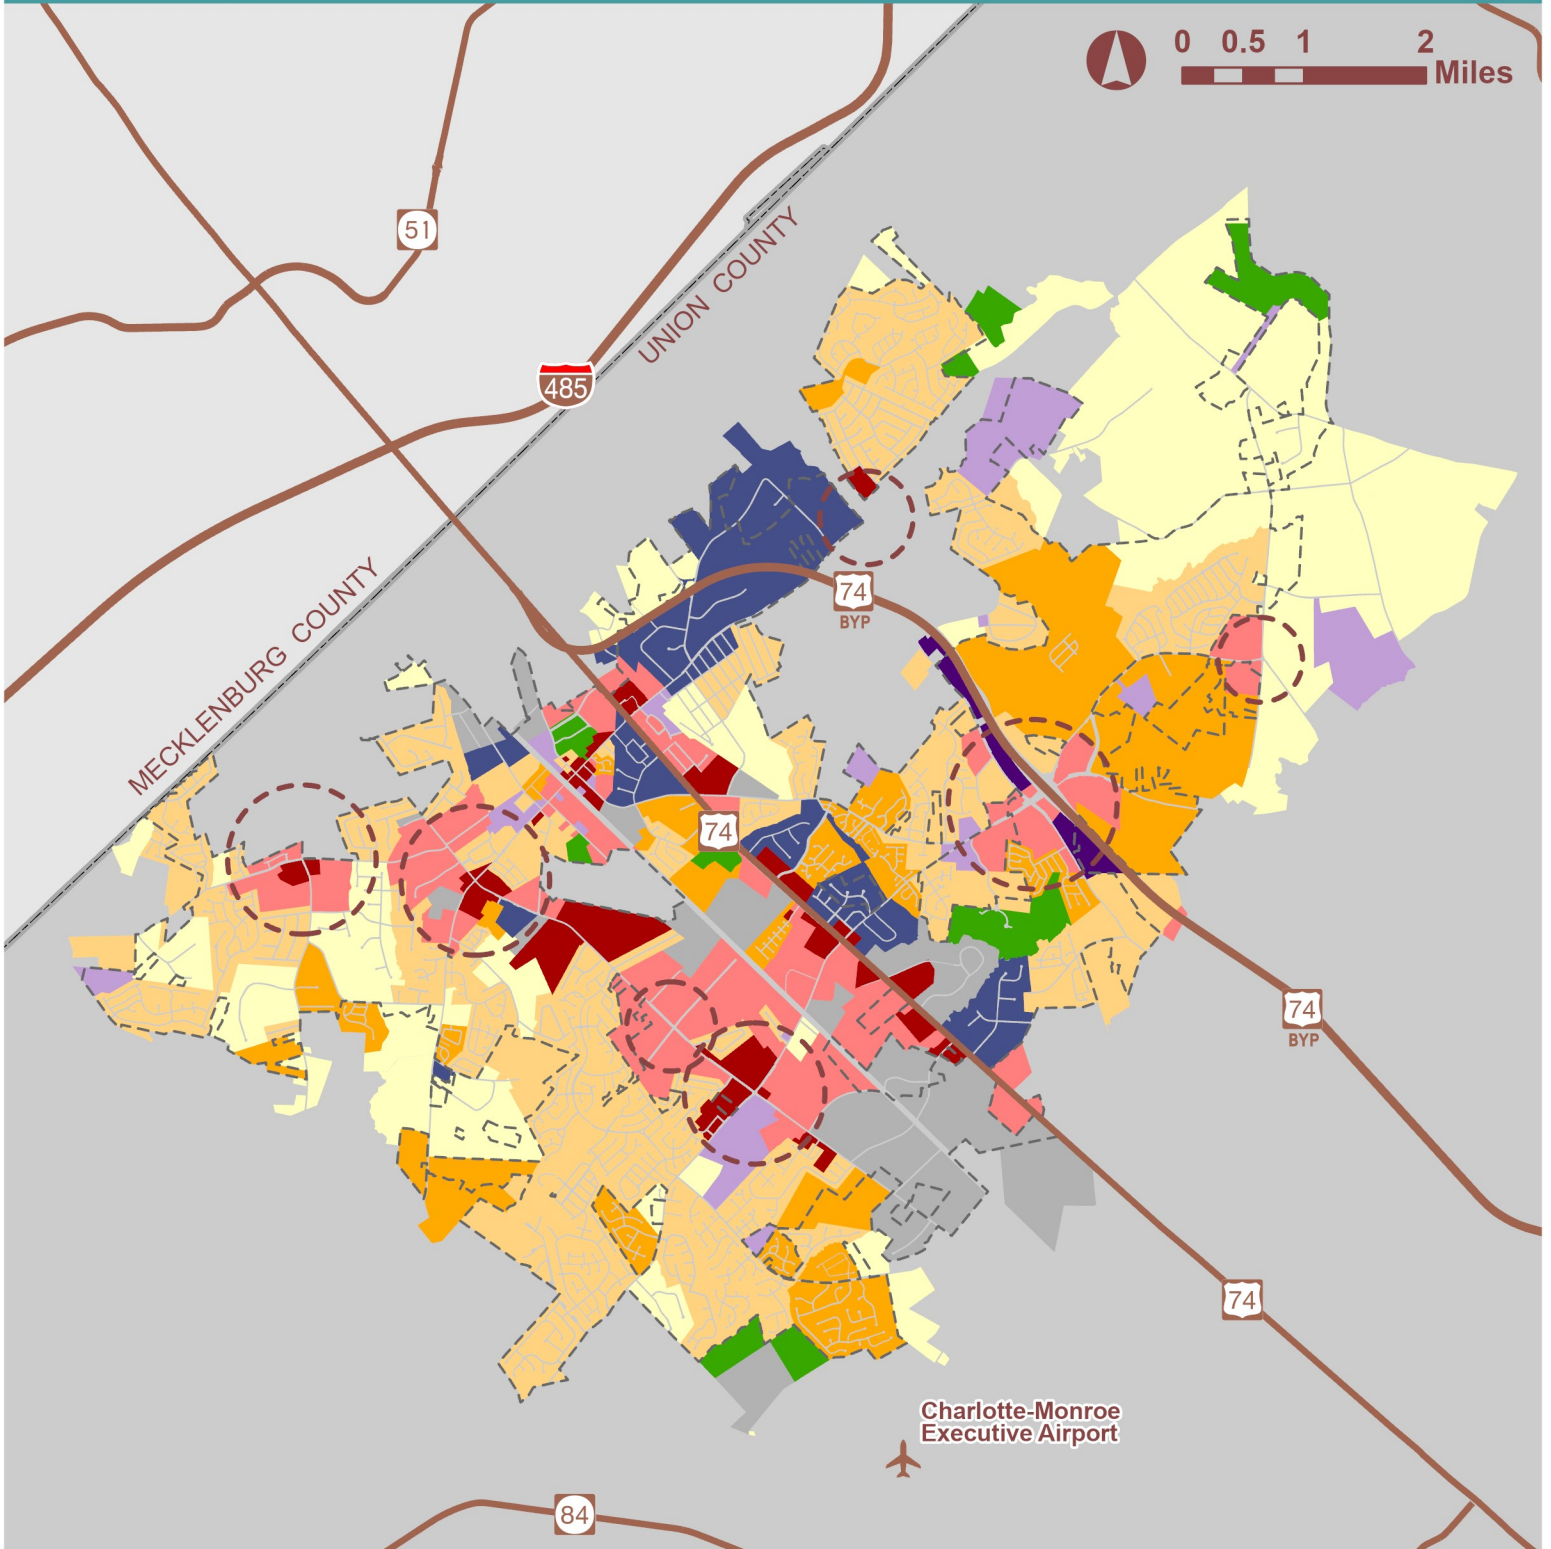 0 0.5 1 2
Miles
51
UNION COUNTY
485
MECKLENBURG COUNTY
74
BYP
74
74
BYP
74
Charlotte-Monroe
Executive Airport
84